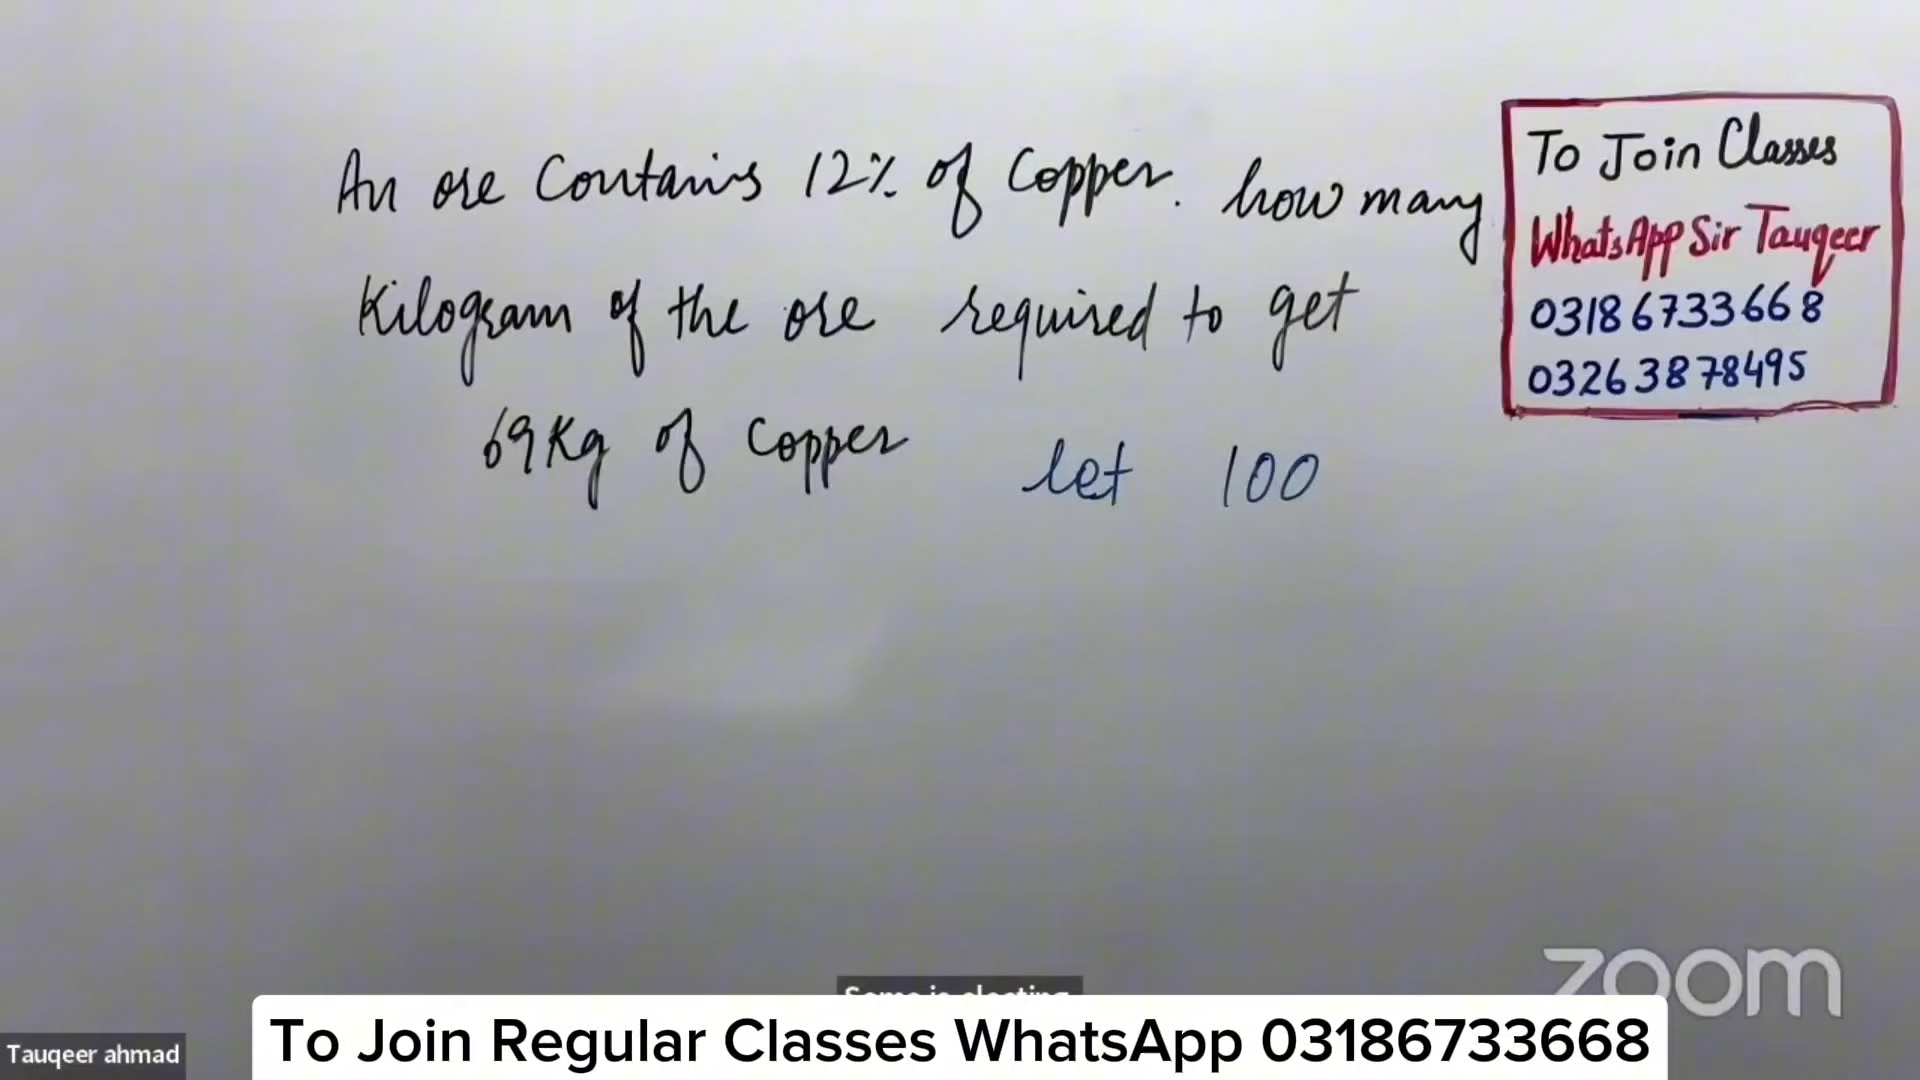 An ore Contains 12% of Copper. how many
Kilogram of the ore required to get
69Kg of Copper
let 100
To Join Classes
WhatsApp Sir Tauqeer
03186733668
03263878495
zoom
To Join Regular Classes WhatsApp 03186733668
Tauqeer ahmad